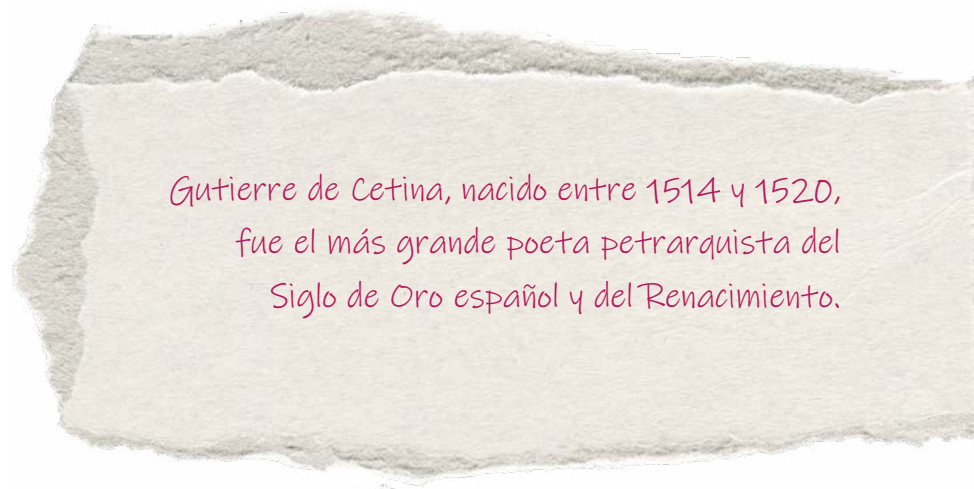 Gutierre de Cetina, nacido entre 1514 y 1520,
fue el más grande poeta petrarquista del
Siglo de Oro español y del Renacimiento.